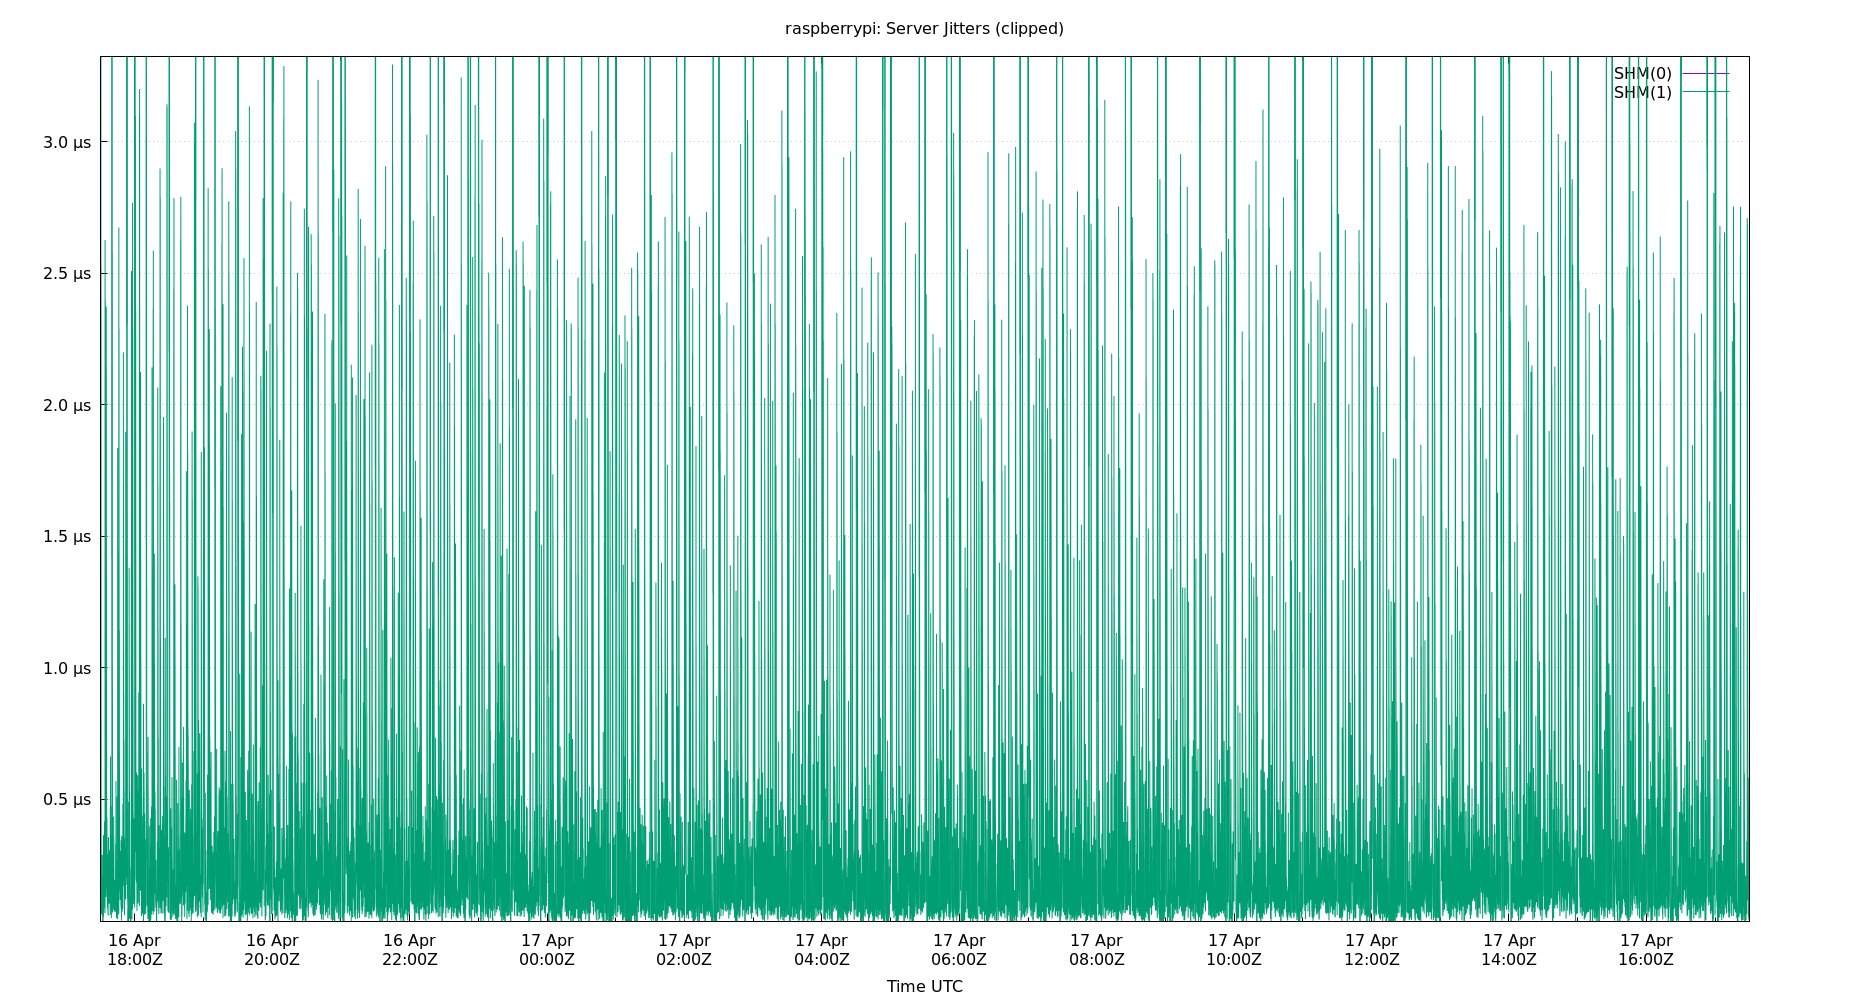 raspberrypi: Server Jitters (clipped)
SHM(0)
SHM(1)
3.0 µs
2.5 µs
2.0 µs
1.5 µs
1.0 µs
0.5 µs
16 Apr 16 Apr 16 Apr 17 Apr 17 Apr 17 Apr 17 Apr 17 Apr 17 Apr 17 Apr 17 Apr 17 Apr
18:00Z 20:00Z 22:00Z 00:00Z 02:00Z 04:00Z 06:00Z 08:00Z 10:00Z 12:00Z 14:00Z 16:00Z
Time UTC